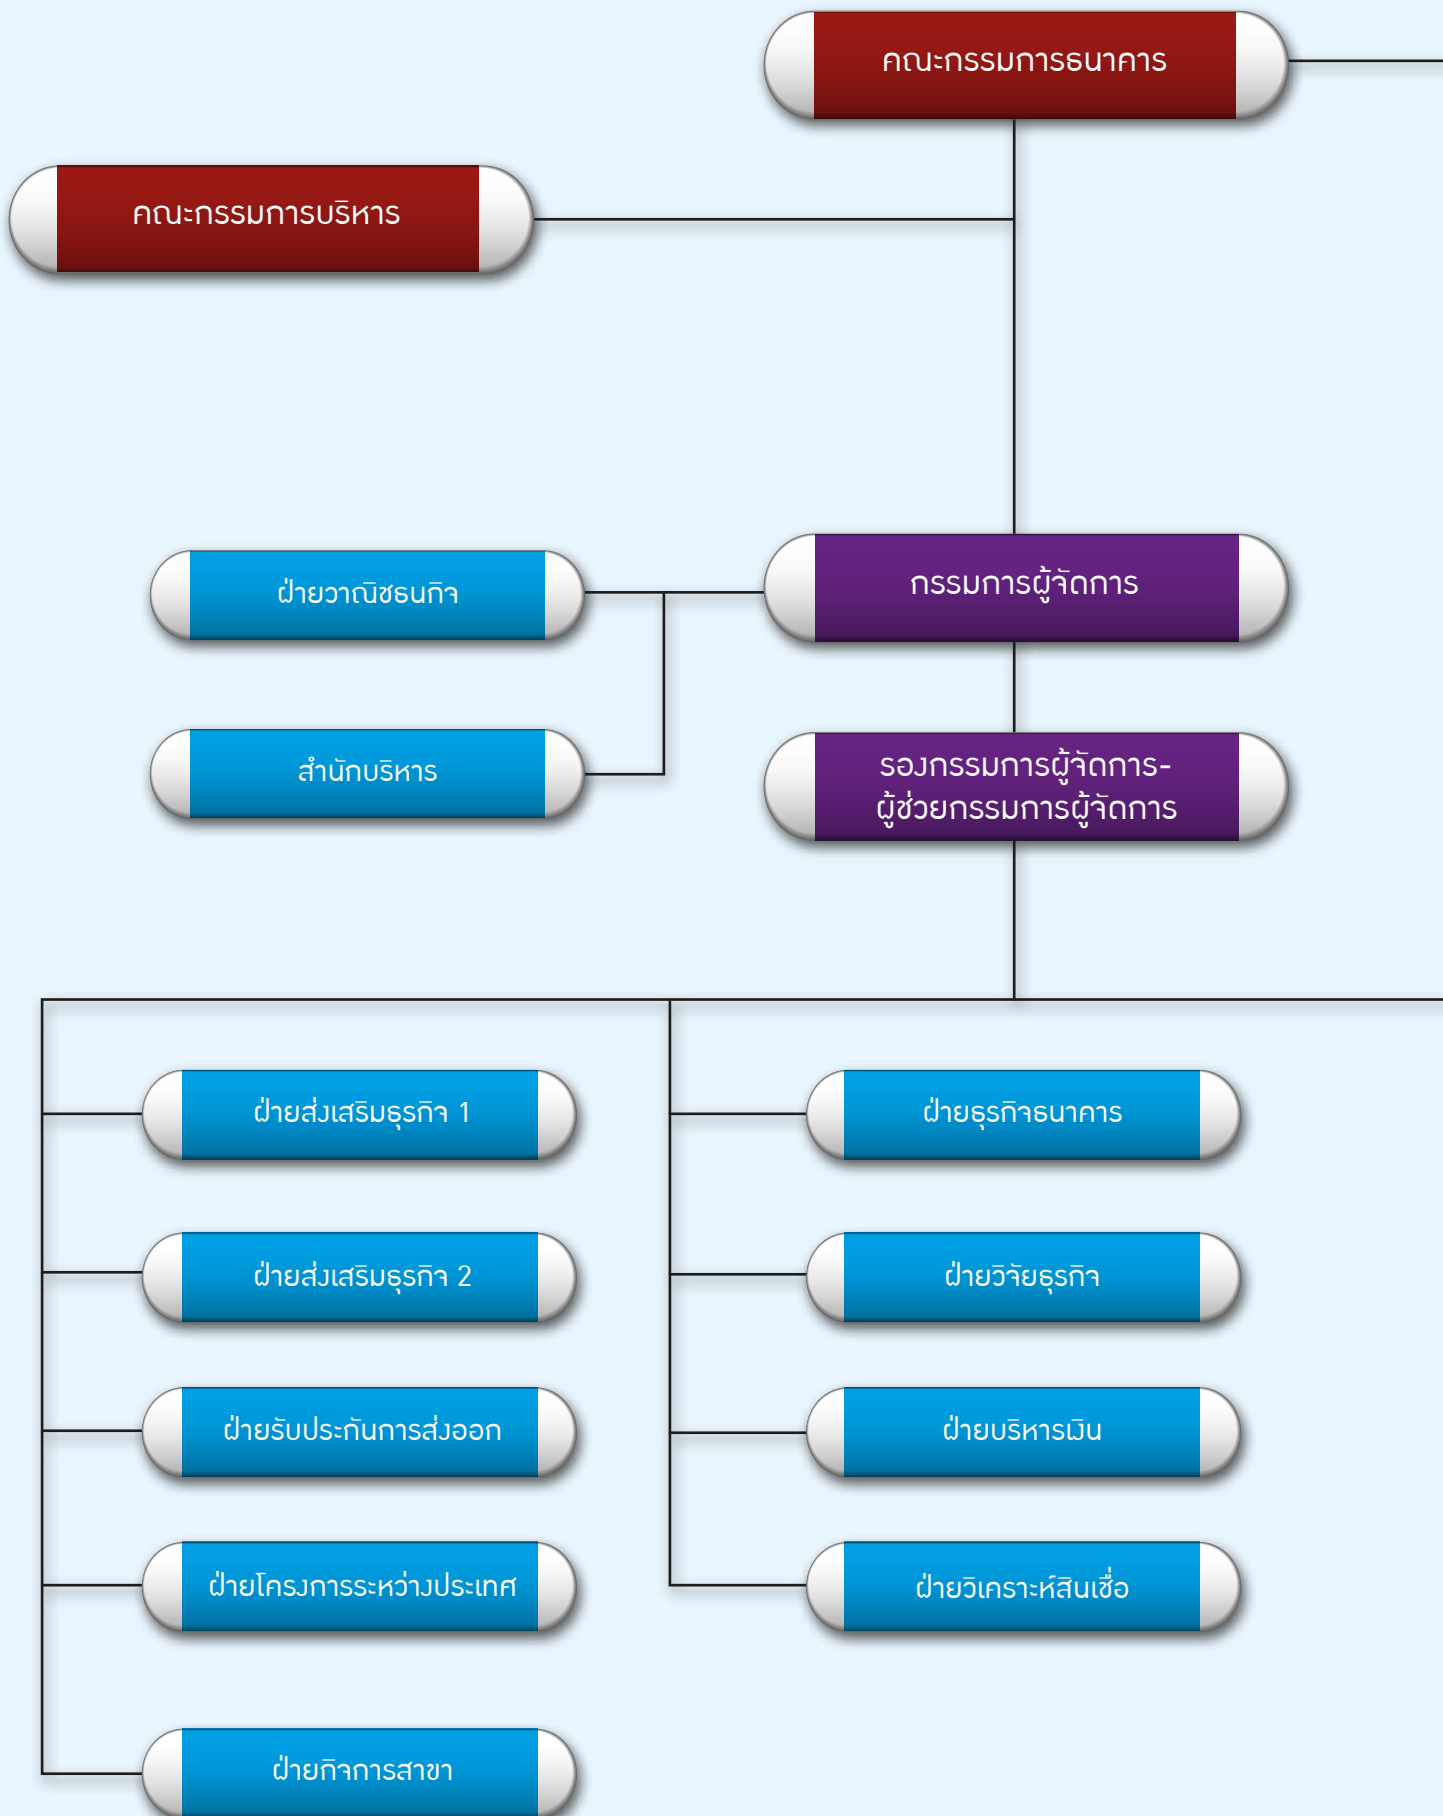 คณะกรรมการธนาคาร
คณะกรรมการบริหาร
ฝ่ายวาณิชธนกิจ
กรรมการผู้จัดการ
สำนักบริหาร
รองกรรมการผู้จัดการ-
ผู้ช่วยกรรมการผู้จัดการ
ฝ่ายส่งเสริมธุรกิจ 1
ฝ่ายส่งเสริมธุรกิจ 2
ฝ่ายรับประกันการส่งออก
ฝ่ายโครงการระหว่างประเทศ
ฝ่ายกิจการสาขา
ฝ่ายธุรกิจธนาคาร
ฝ่ายวิจัยธุรกิจ
ฝ่ายบริหารเงิน
ฝ่ายวิเคราะห์สินเชื่อ